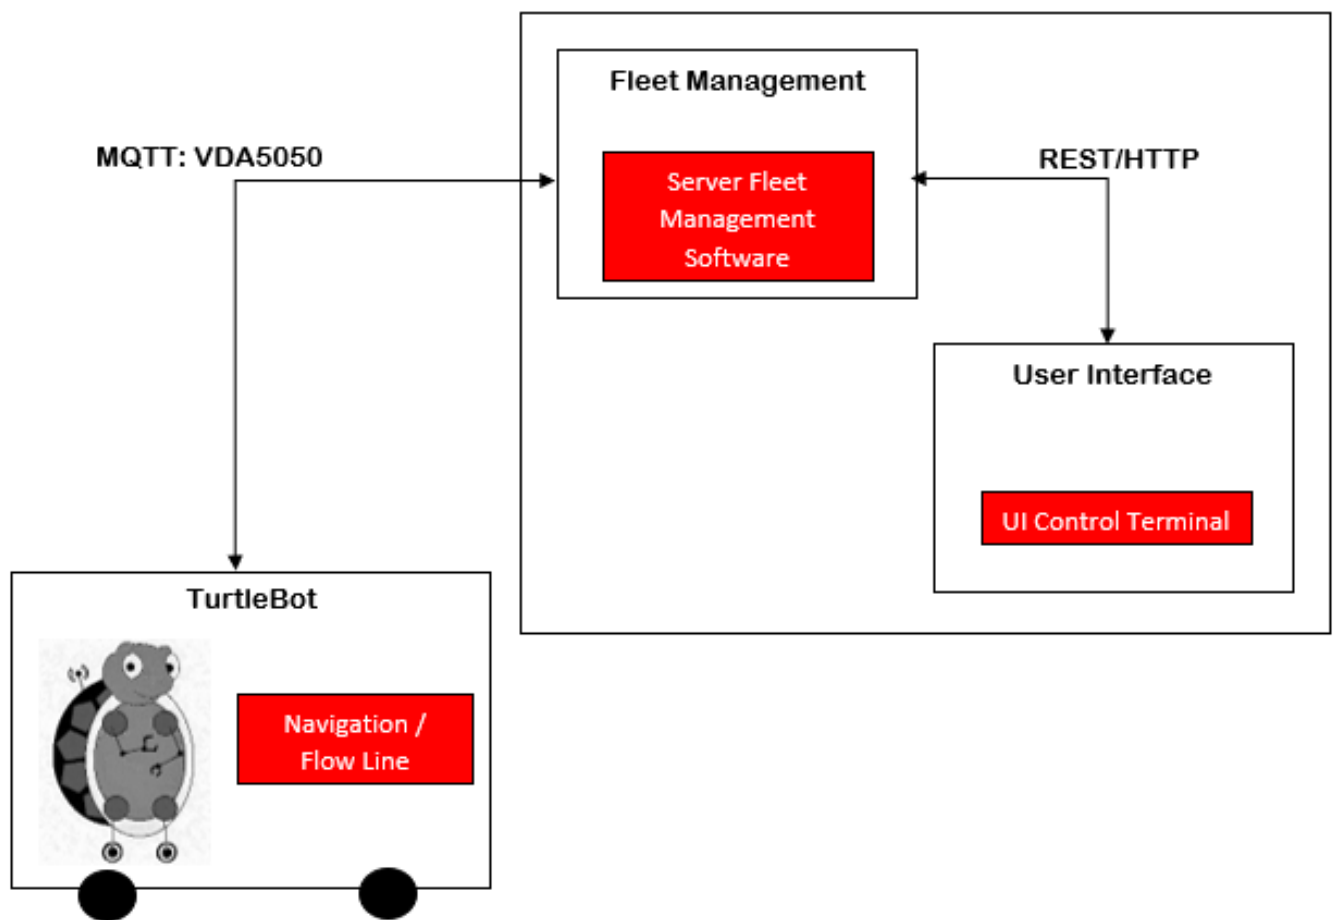 Fleet Management
MQTT: VDA5050
REST/HTTP
Server Fleet
Management
Software
User Interface
UI Control Terminal
TurtleBot
Navigation /
Flow Line